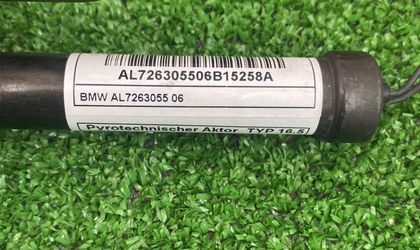 AL726305506B15258A
BMW AL7263055 06
Pyrotechnischer Aktor TYP 16.5